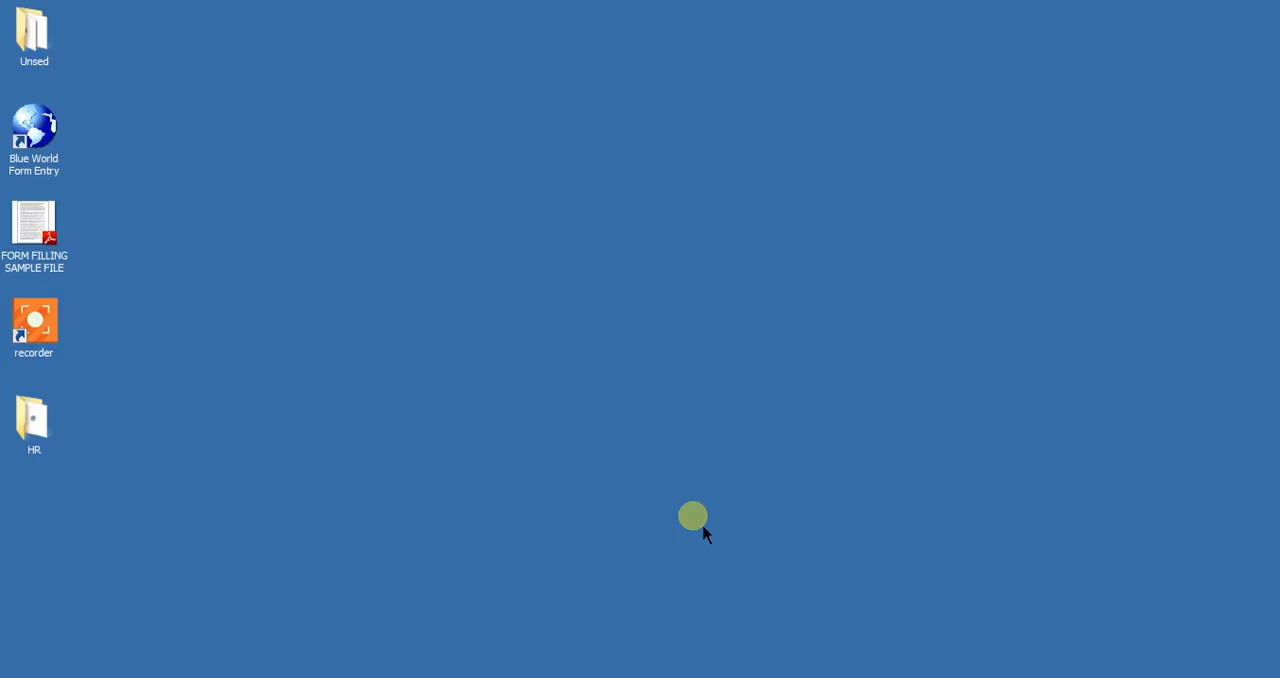 Unsed
Blue World
Form Entry
FORM FILLING
SAMPLE FILE
recorder
HR